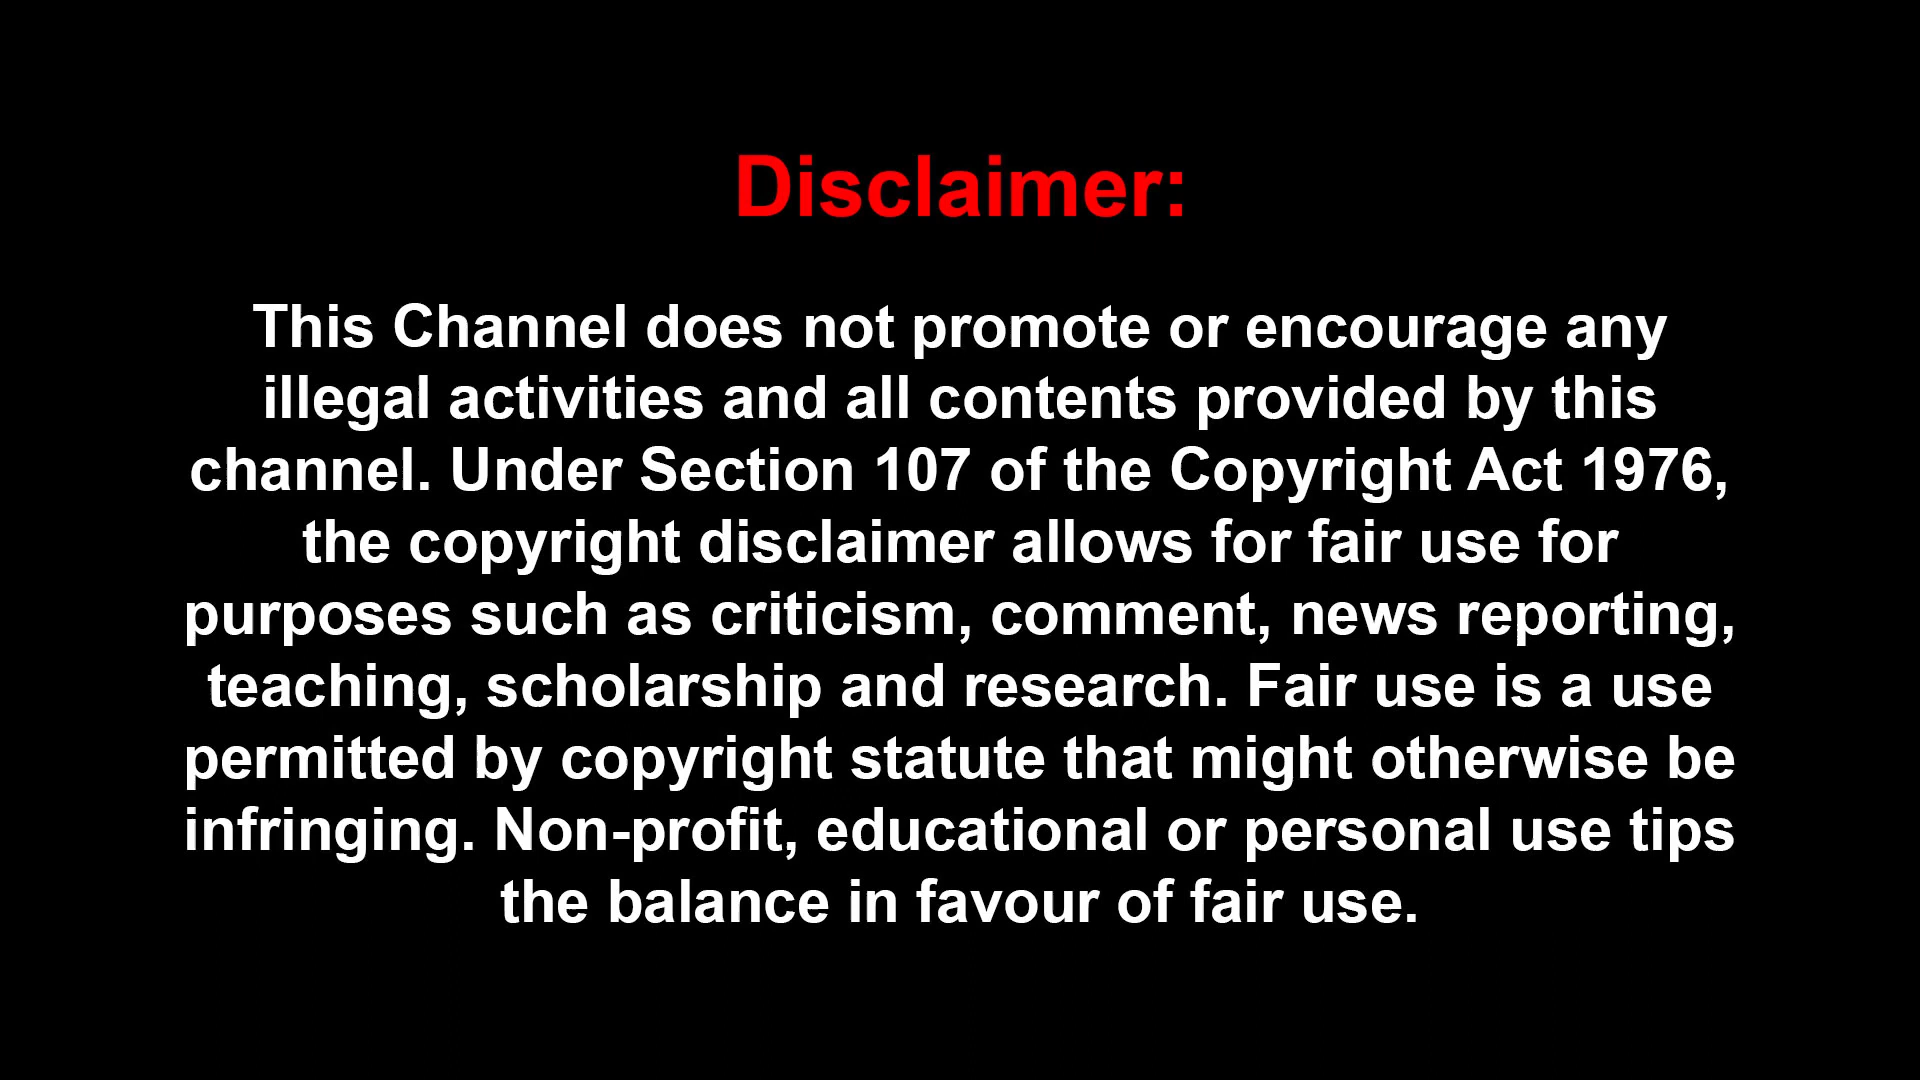 Disclaimer:
This Channel does not promote or encourage any
illegal activities and all contents provided by this
channel. Under Section 107 of the Copyright Act 1976,
the copyright disclaimer allows for fair use for
purposes such as criticism, comment, news reporting,
teaching, scholarship and research. Fair use is a use
permitted by copyright statute that might otherwise be
infringing. Non-profit, educational or personal use tips
the balance in favour of fair use.